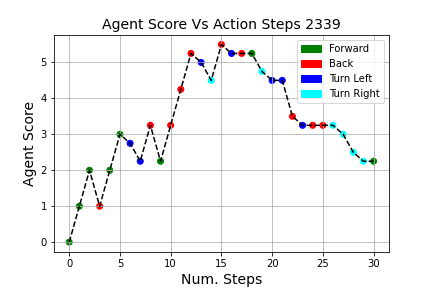 Agent Score Vs Action Steps 2339
Forward
Back
Turn Left
Turn Right
Agent Score
5
4
3
2
1
0
0 5 10 15 20 25 30
Num. Steps